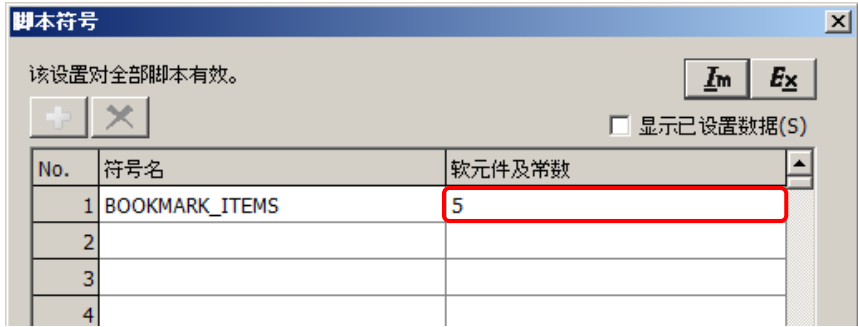 脚本符号
该设置对全部脚本有效。
Im Ex
显示已设置数据(S)
No. 符号名 软元件及常数
1 BOOKMARK_ITEMS 5
2
3
4